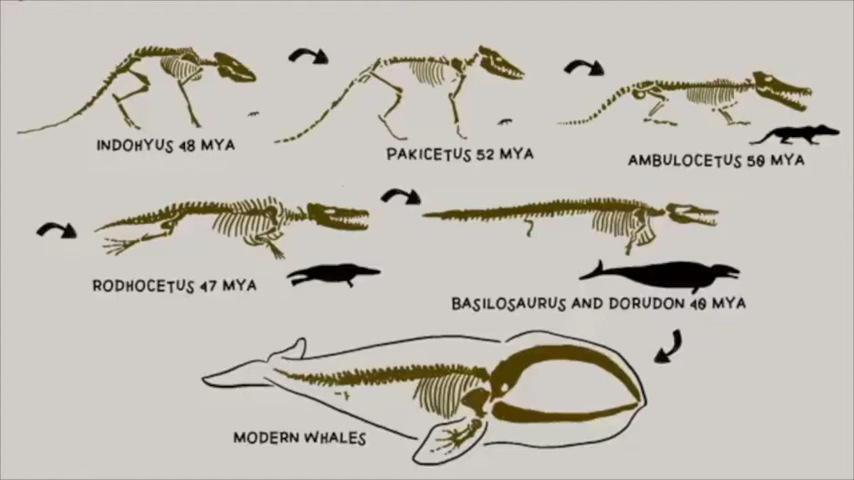 INDOHYUS 48 MYA
PAKICETUS 52 MYA
AMBULOCETUS 50 MYA
RODHOCETUS 47 MYA
BASILOSAURUS AND DORUDON 40 MYA
MODERN WHALES